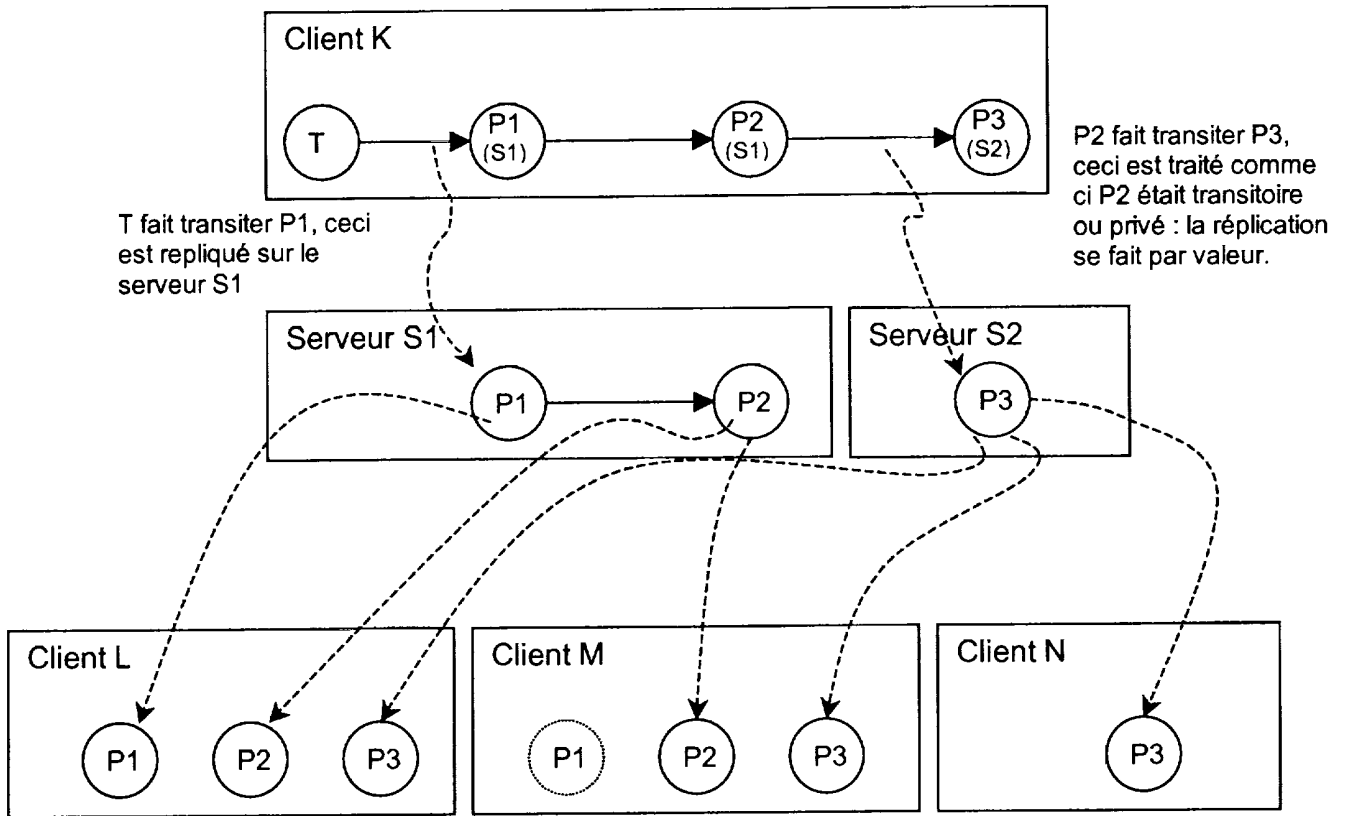 Client K
T
P1
(S1)
P2
(S1)
P3
(S2)
P2 fait transiter P3,
ceci est traité comme
ci P2 était transitoire
ou privé : la réplication
se fait par valeur.
T fait transiter P1, ceci
est repliqué sur le
serveur S1
Serveur S1
P1
P2
Serveur S2
P3
Client L
P1
P2
P3
Client M
P1
P2
P3
Client N
P3